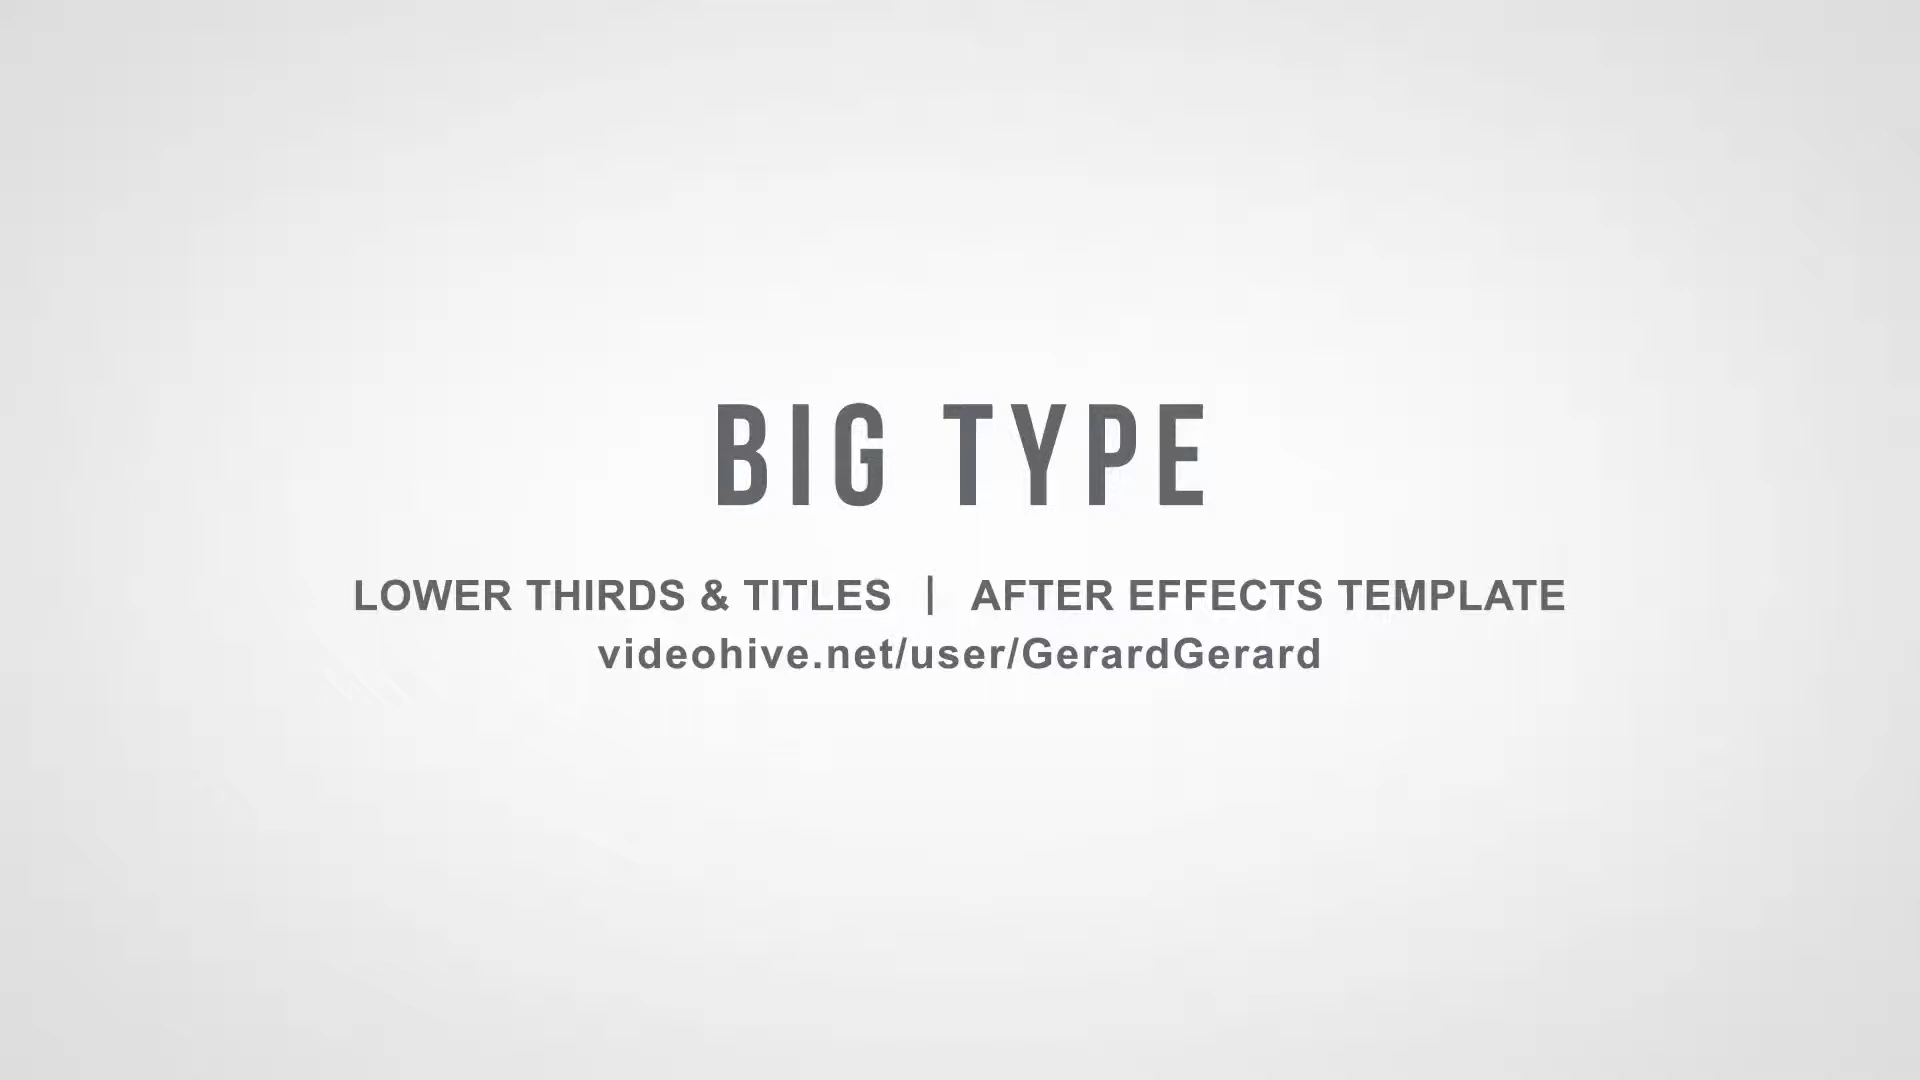 BIG TYPE
LOWER THIRDS & TITLES | AFTER EFFECTS TEMPLATE
videohive.net/user/GerardGerard